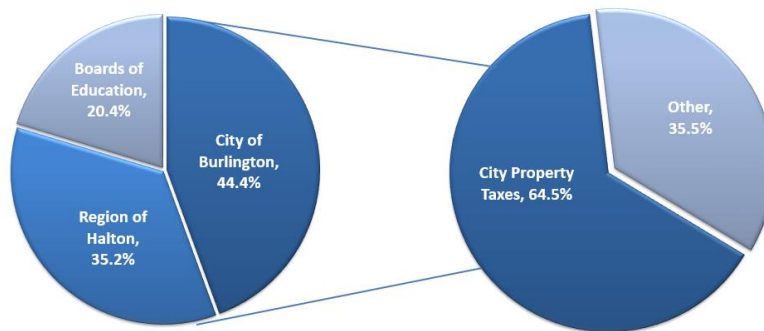 Boards of
Education,
20.4%
City of
Burlington,
44.4%
Region of
Halton,
35.2%
Other,
35.5%
City Property
Taxes, 64.5%